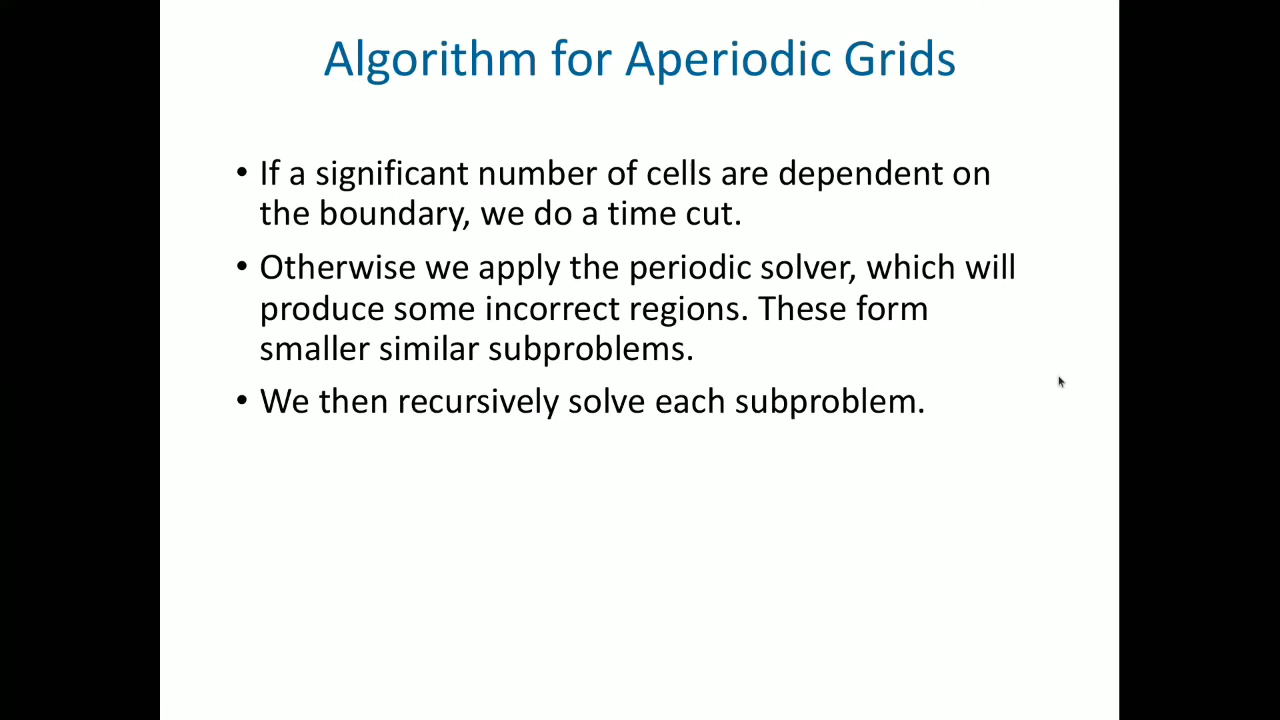 Algorithm for Aperiodic Grids
• If a significant number of cells are dependent on
the boundary, we do a time cut.
• Otherwise we apply the periodic solver, which will
produce some incorrect regions. These form
smaller similar subproblems.
• We then recursively solve each subproblem.